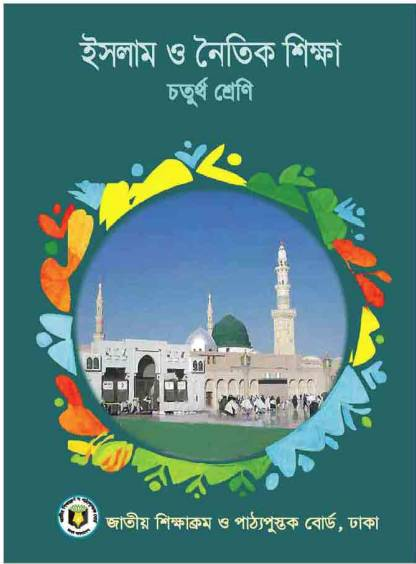 ইসলাম ও নৈতিক শিক্ষা
চতুর্থ শ্রেণি
জাতীয় শিক্ষাক্রম ও পাঠ্যপুস্তক বোর্ড, ঢাকা